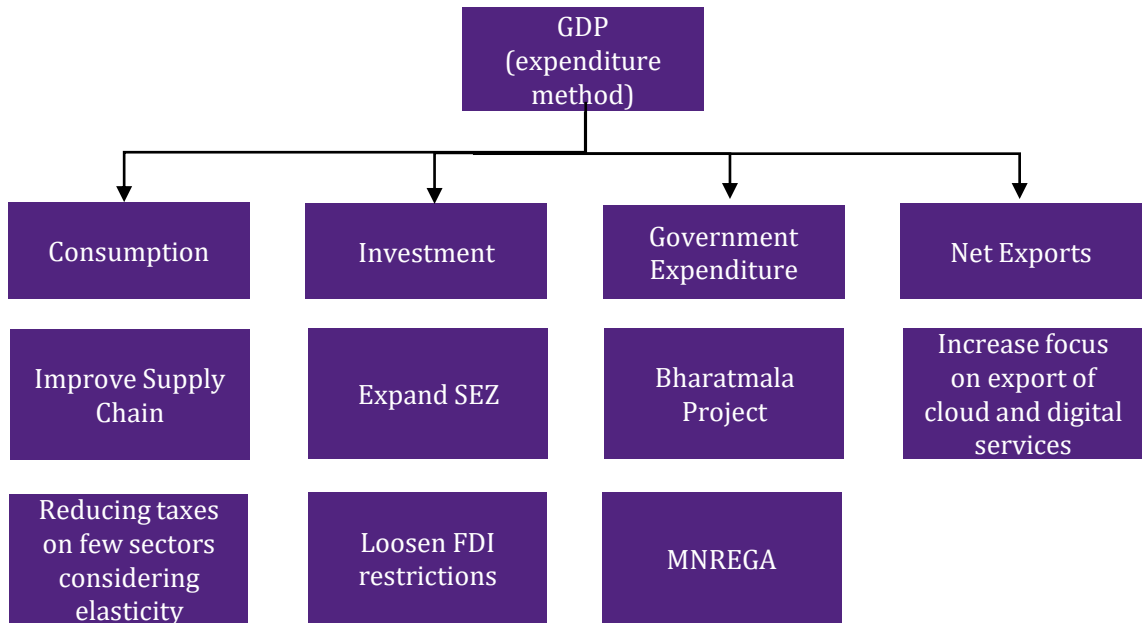 GDP
(expenditure
method)
Consumption
Investment
Government
Expenditure
Net Exports
Improve Supply
Chain
Expand SEZ
Bharatmala
Project
Increase focus
on export of
cloud and digital
services
Reducing taxes
on few sectors
considering
elasticity
Loosen FDI
restrictions
MNREGA